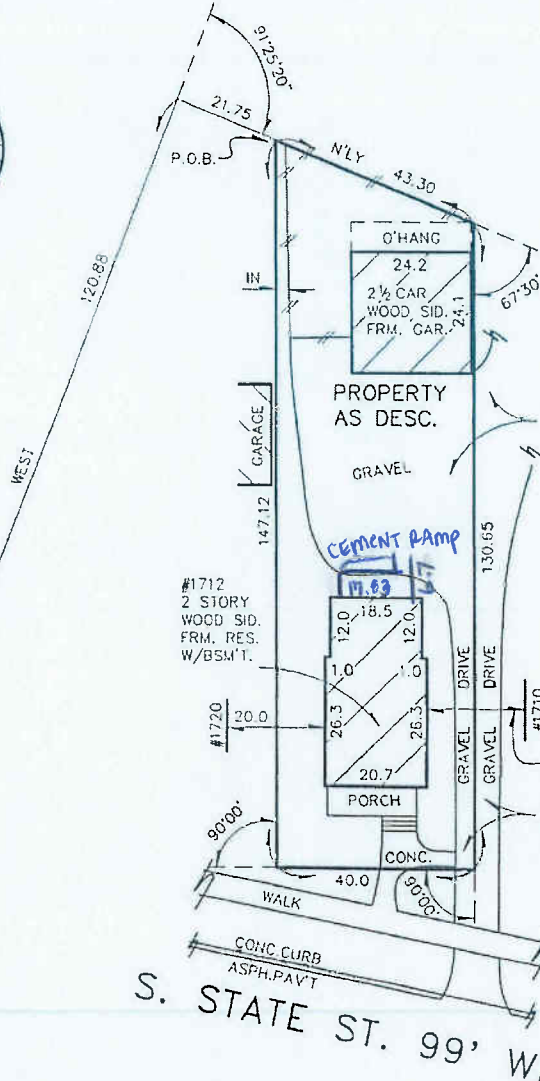 91°25'20"
21.75
P.O.B.
N'LY
43.30
O'HANG
24.2
2½ CAR
WOOD SID.
FRM. GAR.
24.1
67°30'
120.88
IN
PROPERTY
AS DESC.
GARAGE
GRAVEL
WEST
147.12
130.65
CEMENT RAMP
6.7
#1712
2 STORY
WOOD SID.
FRM. RES.
W/BSM'T.
18.5
12.0
12.0
1.0
1.0
26.3
26.3
#1720
20.0
#1710
GRAVEL DRIVE
GRAVEL DRIVE
20.7
PORCH
90°00'
CONC.
40.0
90°00'
WALK
CONC.CURB
ASPH.PAV'T
S. STATE ST. 99'